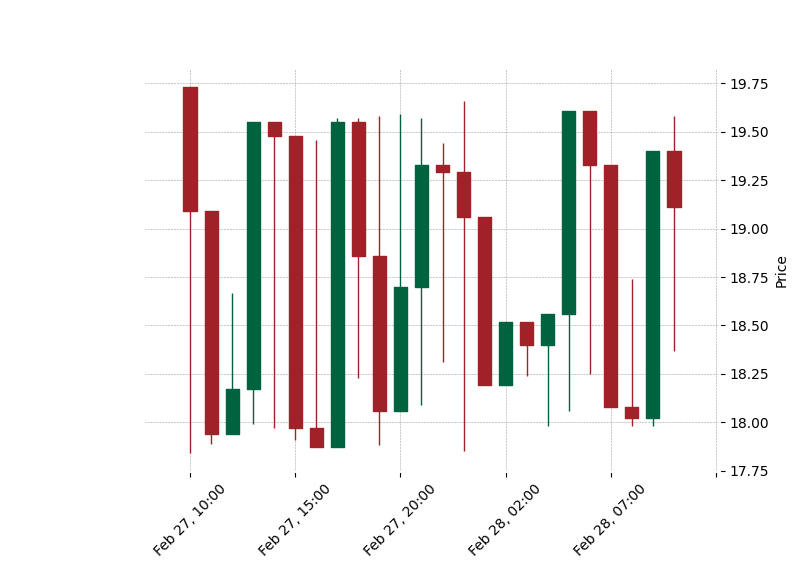 19.75
19.50
19.25
19.00
18.75
18.50
18.25
18.00
17.75
Price
Feb 27, 10:00
Feb 27, 15:00
Feb 27, 20:00
Feb 28, 02:00
Feb 28, 07:00